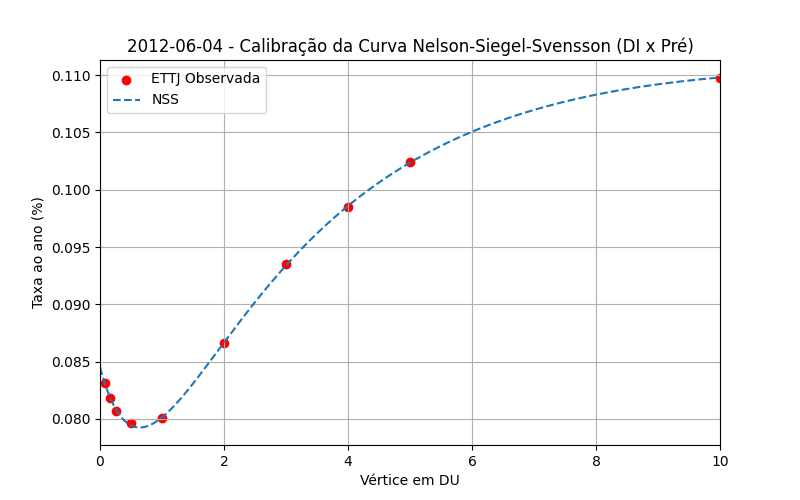 2012-06-04 - Calibração da Curva Nelson-Siegel-Svensson (DI x Pré)
ETTJ Observada
NSS
Taxa ao ano (%)
0.110
0.105
0.100
0.095
0.090
0.085
0.080
0 2 4 6 8 10
Vértice em DU